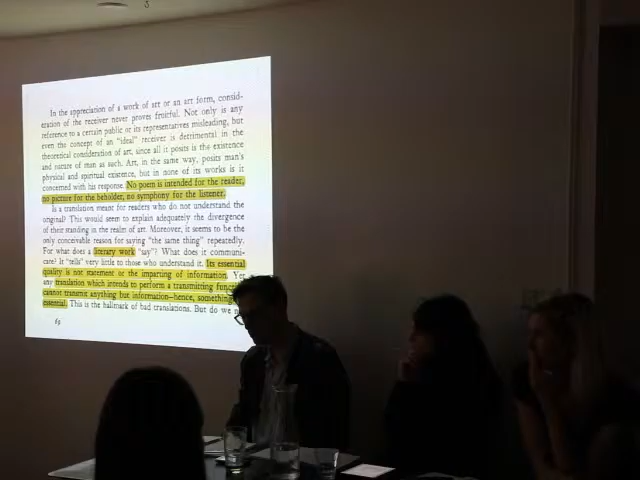 In the appreciation of a work of art or an art form, consid-
eration of the receiver never proves fruitful. Not only is any
reference to a certain public or its representatives misleading, but
even the concept of an "ideal" receiver is detrimental in the
theoretical consideration of art, since all it posits is the existence
and nature of man as such. Art, in the same way, posits man's
physical and spiritual existence, but in none of its works is it
concerned with his response. No poem is intended for the reader,
no picture for the beholder, no symphony for the listener.
Is a translation meant for readers who do not understand the
original? This would seem to explain adequately the divergence
of their standing in the realm of art. Moreover, it seems to be the
only conceivable reason for saying "the same thing" repeatedly.
For what does a literary work "say"? What does it communi-
cate? It "tells" very little to those who understand it. Its essential
quality is not statement or the imparting of information. Yet
any translation which intends to perform a transmitting
cannot transmit anything but information—hence, something
essential. This is the hallmark of bad translations. But do we
69